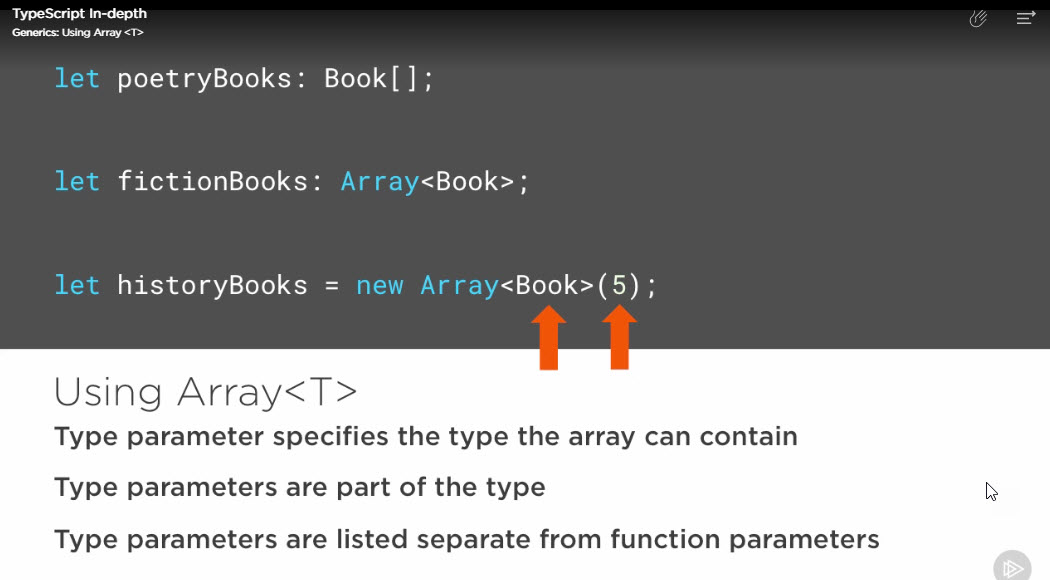 TypeScript In-depth
Generics: Using Array <T>
let poetryBooks: Book[];
let fictionBooks: Array<Book>;
let historyBooks = new Array<Book>(5);
Using Array<T>
Type parameter specifies the type the array can contain
Type parameters are part of the type
Type parameters are listed separate from function parameters